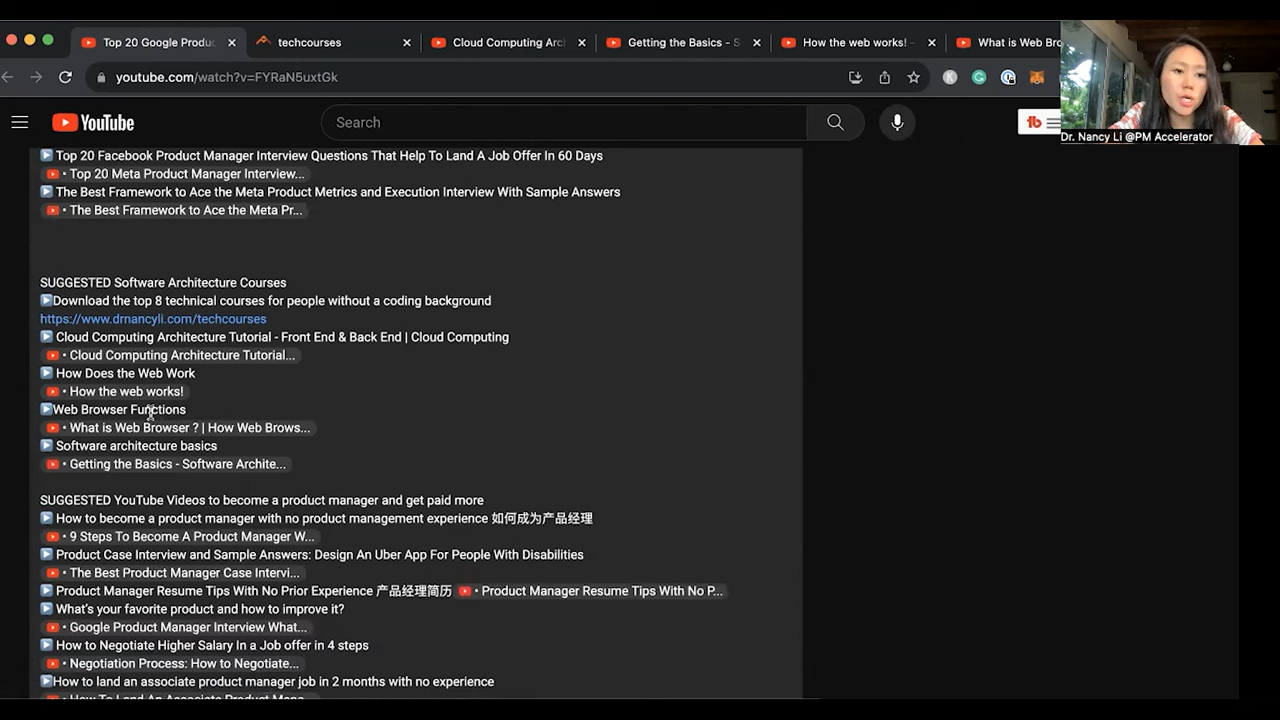 Top 20 Google Produ
techcourses
Cloud Computing Arc
Getting the Basics - S
How the web works! -
What is Web Bro
youtube.com/watch?v=FYRaN5uxtGk
K
Dr. Nancy Li @PM Accelerator
YouTube
Search
Top 20 Facebook Product Manager Interview Questions That Help To Land A Job Offer In 60 Days
• Top 20 Meta Product Manager Interview...
The Best Framework to Ace the Meta Product Metrics and Execution Interview With Sample Answers
• The Best Framework to Ace the Meta Pr...
SUGGESTED Software Architecture Courses
Download the top 8 technical courses for people without a coding background
https://www.drnancyli.com/techcourses
Cloud Computing Architecture Tutorial - Front End & Back End | Cloud Computing
• Cloud Computing Architecture Tutorial...
How Does the Web Work
• How the web works!
Web Browser Functions
• What is Web Browser ? | How Web Brows...
Software architecture basics
• Getting the Basics - Software Archite...
SUGGESTED YouTube Videos to become a product manager and get paid more
How to become a product manager with no product management experience 如何成为产品经理
• 9 Steps To Become A Product Manager W...
Product Case Interview and Sample Answers: Design An Uber App For People With Disabilities
• The Best Product Manager Case Intervi...
Product Manager Resume Tips With No Prior Experience 产品经理简历 • Product Manager Resume Tips With No P...
What's your favorite product and how to improve it?
• Google Product Manager Interview What...
How to Negotiate Higher Salary In a Job offer in 4 steps
• Negotiation Process: How to Negotiate...
How to land an associate product manager job in 2 months with no experience
• How To Land An Associate Product Mana...